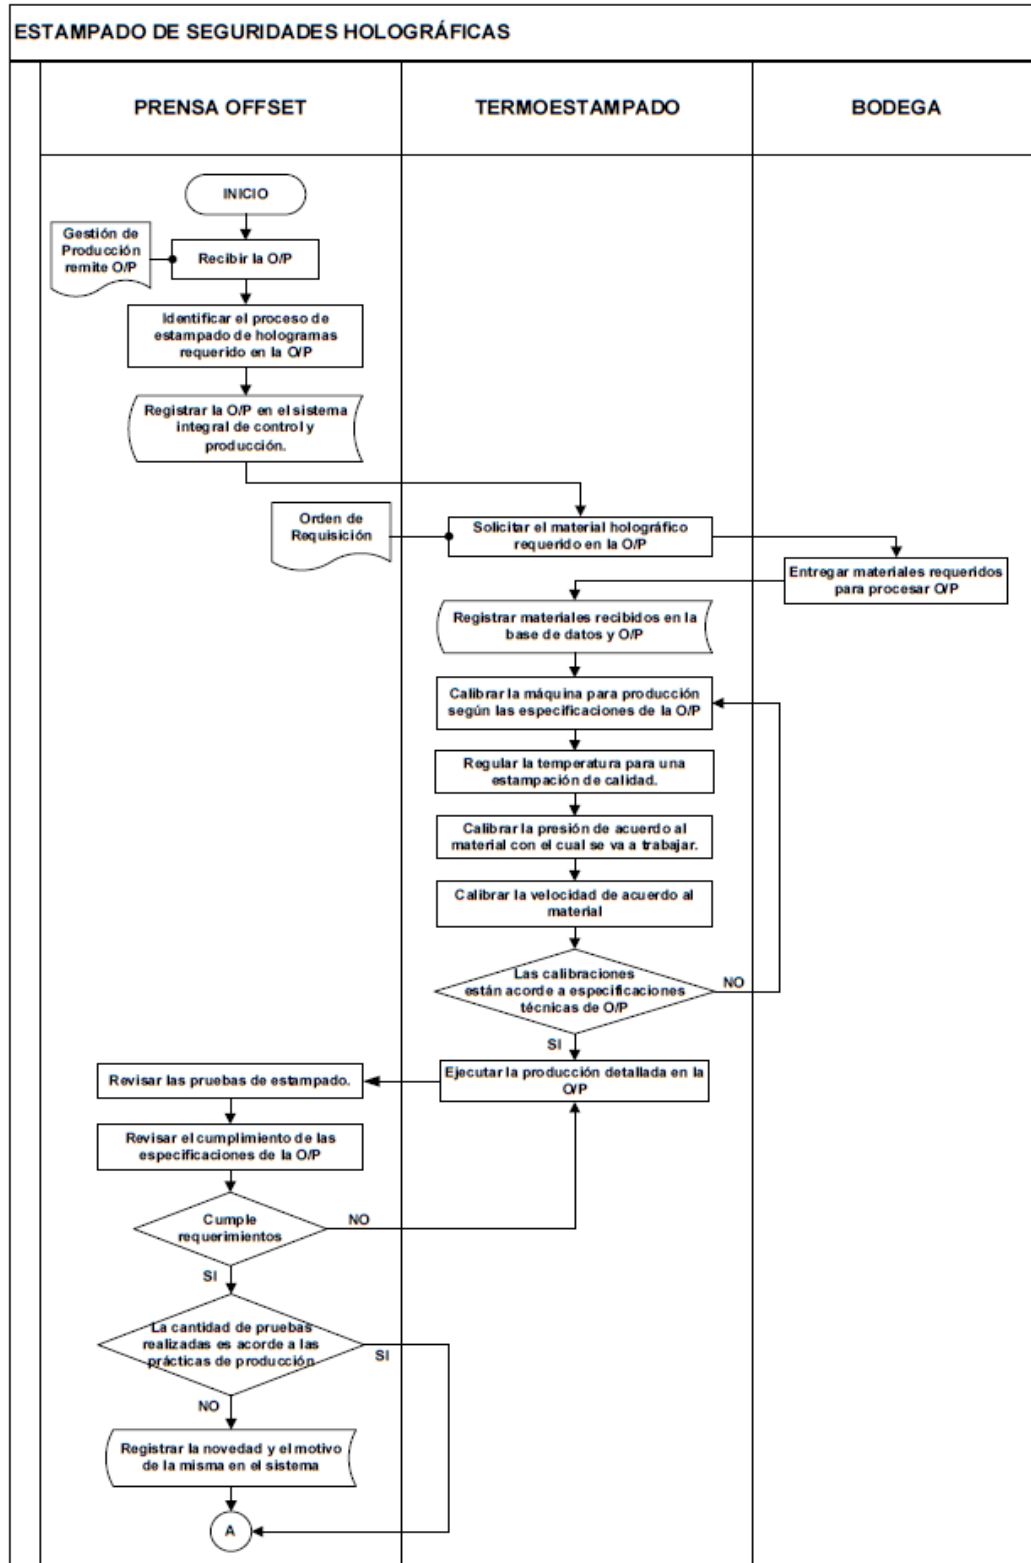 ESTAMPADO DE SEGURIDADES HOLOGRÁFICAS
PRENSA OFFSET
TERMOESTAMPADO
BODEGA
INICIO
Gestión de
Producción
remite O/P
Recibir la O/P
Identificar el proceso de
estampado de hologramas
requerido en la O/P
Registrar la O/P en el sistema
integral de control y
producción.
Orden de
Requisición
Solicitar el material holográfico
requerido en la O/P
Entregar materiales requeridos
para procesar O/P
Registrar materiales recibidos en la
base de datos y O/P
Calibrar la máquina para producción
según las especificaciones de la O/P
Regular la temperatura para una
estampación de calidad.
Calibrar la presión de acuerdo al
material con el cual se va a trabajar.
Calibrar la velocidad de acuerdo al
material
Las calibraciones
están acorde a especificaciones
técnicas de O/P
NO
SI
Ejecutar la producción detallada en la
O/P
Revisar las pruebas de estampado.
Revisar el cumplimiento de las
especificaciones de la O/P
Cumple
requerimientos
NO
SI
La cantidad de pruebas
realizadas es acorde a las
prácticas de producción
SI
NO
Registrar la novedad y el motivo
de la misma en el sistema
A